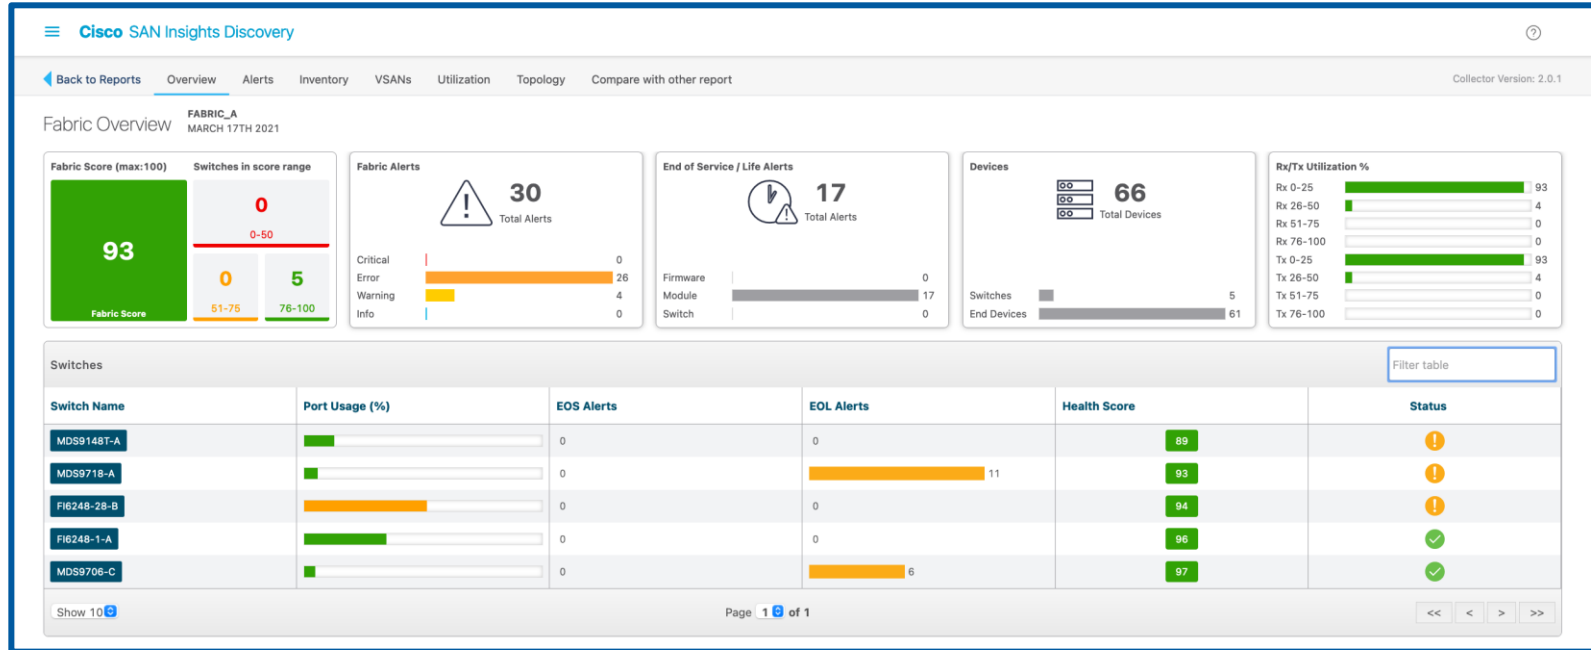 Cisco SAN Insights Discovery
Back to Reports Overview Alerts Inventory VSANs Utilization Topology Compare with other report Collector Version: 2.0.1
Fabric Overview
FABRIC_A
MARCH 17TH 2021
Fabric Score (max:100) Switches in score range
93
Fabric Score
0
0-50
0
51-75
5
76-100
Fabric Alerts
30
Total Alerts
Critical 0
Error 26
Warning 4
Info 0
End of Service / Life Alerts
17
Total Alerts
Firmware 0
Module 17
Switch 0
Devices
66
Total Devices
Switches 5
End Devices 61
Rx/Tx Utilization %
Rx 0-25 93
Rx 26-50 4
Rx 51-75 0
Rx 76-100 0
Tx 0-25 93
Tx 26-50 4
Tx 51-75 0
Tx 76-100 0
Switches Filter table
Switch Name Port Usage (%) EOS Alerts EOL Alerts Health Score Status
MDS9148T-A 0 0 89
MDS9718-A 0 11 93
FI6248-28-B 0 0 94
FI6248-1-A 0 0 96
MDS9706-C 0 6 97
Show 10 Page 1 of 1 << < > >>